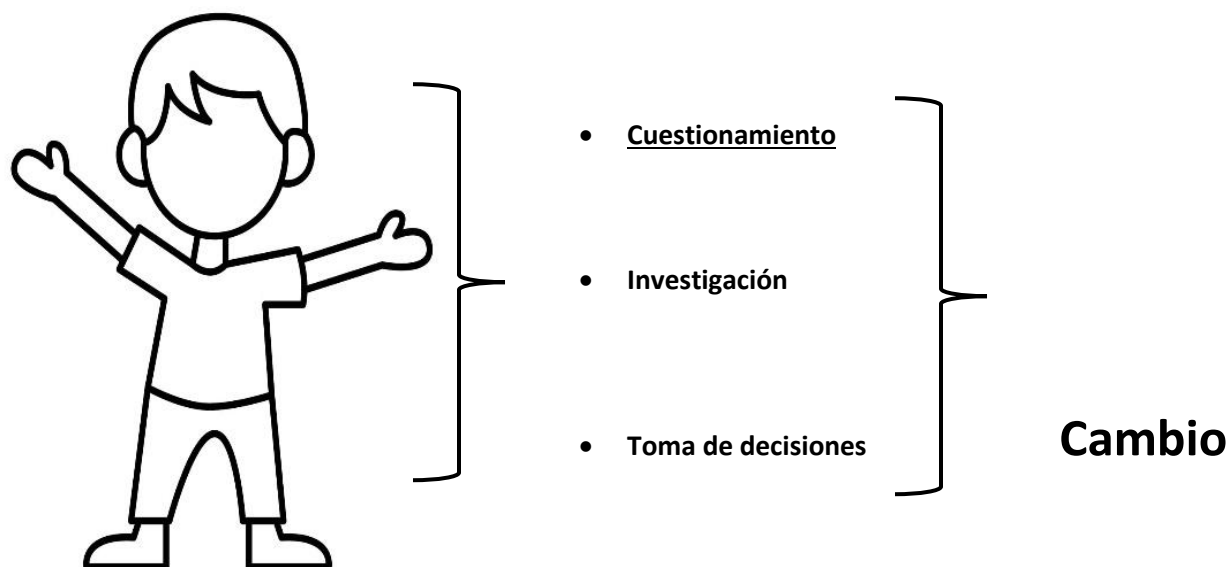 • Cuestionamiento
• Investigación
• Toma de decisiones
Cambio